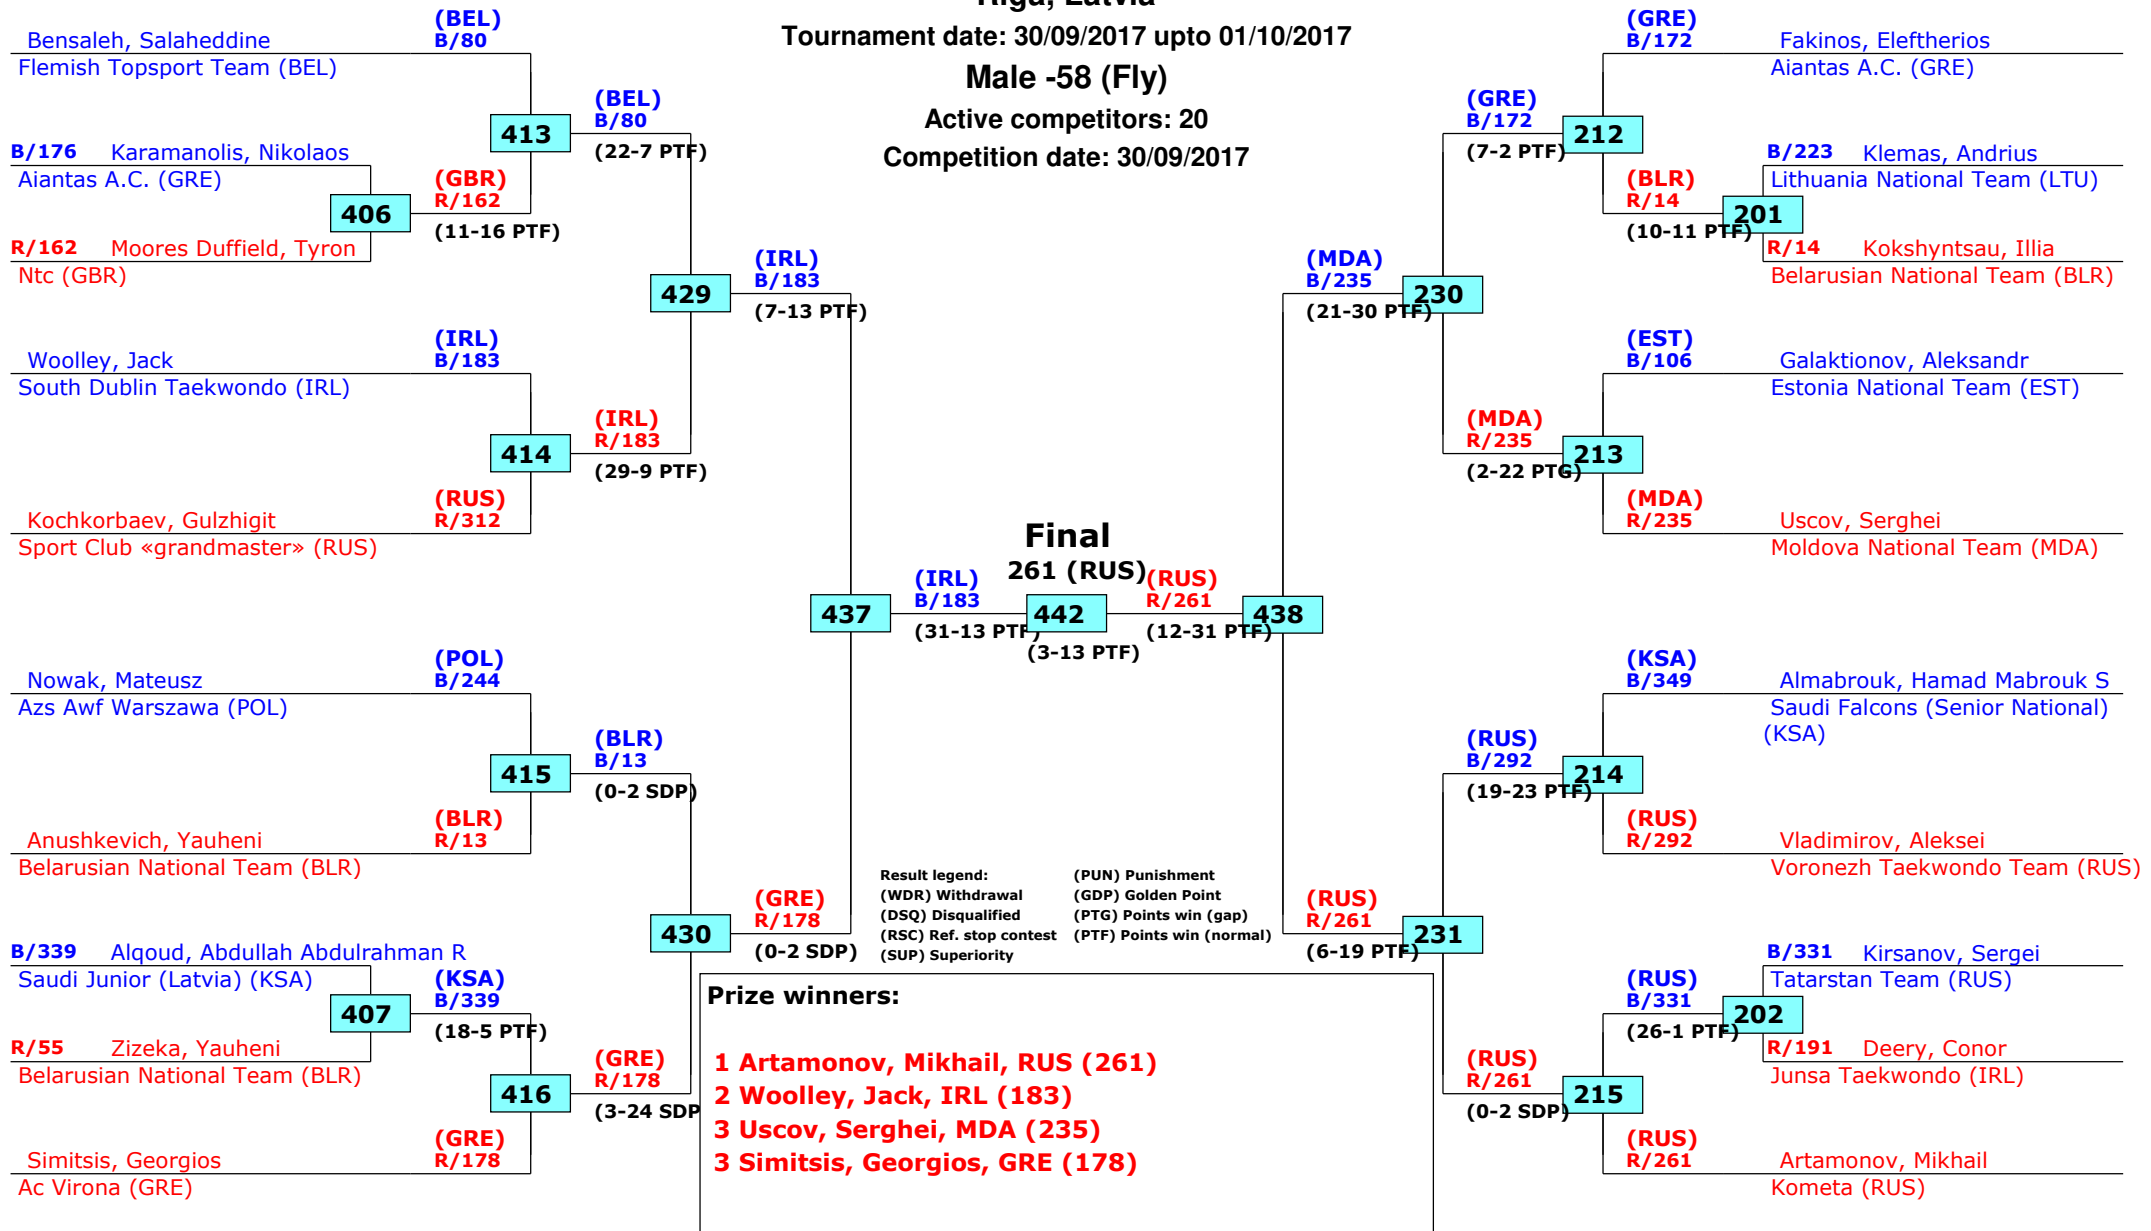 Riga, Latvia
Tournament date: 30/09/2017 upto 01/10/2017
Male -58 (Fly)
Active competitors: 20
Competition date: 30/09/2017
(BEL)
Bensaleh, Salaheddine B/80
Flemish Topsport Team (BEL)
(BEL)
B/80
413
(22-7 PTF)
B/176 Karamanolis, Nikolaos
Aiantas A.C. (GRE)
(GBR)
R/162
406
(11-16 PTF)
R/162 Moores Duffield, Tyron
Ntc (GBR)
(IRL)
B/183
429
(7-13 PTF)
(IRL)
Woolley, Jack B/183
South Dublin Taekwondo (IRL)
(IRL)
R/183
414
(29-9 PTF)
(RUS)
Kochkorbaev, Gulzhigit R/312
Sport Club «grandmaster» (RUS)
Final
261 (RUS)
(IRL)
B/183
437
(31-13 PTF)
442
(3-13 PTF)
(RUS)
R/261
438
(12-31 PTF)
(POL)
Nowak, Mateusz B/244
Azs Awf Warszawa (POL)
(BLR)
B/13
415
(0-2 SDP)
(BLR)
Anushkevich, Yauheni R/13
Belarusian National Team (BLR)
(GRE)
R/178
430
(0-2 SDP)
B/339 Alqoud, Abdullah Abdulrahman R
Saudi Junior (Latvia) (KSA)
(KSA)
B/339
407
(18-5 PTF)
R/55 Zizeka, Yauheni
Belarusian National Team (BLR)
(GRE)
R/178
416
(3-24 SDP
(GRE)
Simitsis, Georgios R/178
Ac Virona (GRE)
(GRE)
B/172 Fakinos, Eleftherios
Aiantas A.C. (GRE)
(GRE)
B/172
212
(7-2 PTF)
B/223 Klemas, Andrius
Lithuania National Team (LTU)
(BLR)
R/14
201
(10-11 PTF)
R/14 Kokshyntsau, Illia
Belarusian National Team (BLR)
(MDA)
B/235
230
(21-30 PTF)
(EST)
B/106 Galaktionov, Aleksandr
Estonia National Team (EST)
(MDA)
R/235
213
(2-22 PTG)
(MDA)
R/235 Uscov, Serghei
Moldova National Team (MDA)
(KSA)
B/349 Almabrouk, Hamad Mabrouk S
Saudi Falcons (Senior National)
(KSA)
(RUS)
B/292
214
(19-23 PTF)
(RUS)
R/292 Vladimirov, Aleksei
Voronezh Taekwondo Team (RUS)
(RUS)
R/261
231
(6-19 PTF)
B/331 Kirsanov, Sergei
Tatarstan Team (RUS)
(RUS)
B/331
202
(26-1 PTF)
R/191 Deery, Conor
Junsa Taekwondo (IRL)
(RUS)
R/261
215
(0-2 SDP)
(RUS)
R/261 Artamonov, Mikhail
Kometa (RUS)
Result legend: (PUN) Punishment
(WDR) Withdrawal (GDP) Golden Point
(DSQ) Disqualified (PTG) Points win (gap)
(RSC) Ref. stop contest (PTF) Points win (normal)
(SUP) Superiority
Prize winners:
1 Artamonov, Mikhail, RUS (261)
2 Woolley, Jack, IRL (183)
3 Uscov, Serghei, MDA (235)
3 Simitsis, Georgios, GRE (178)